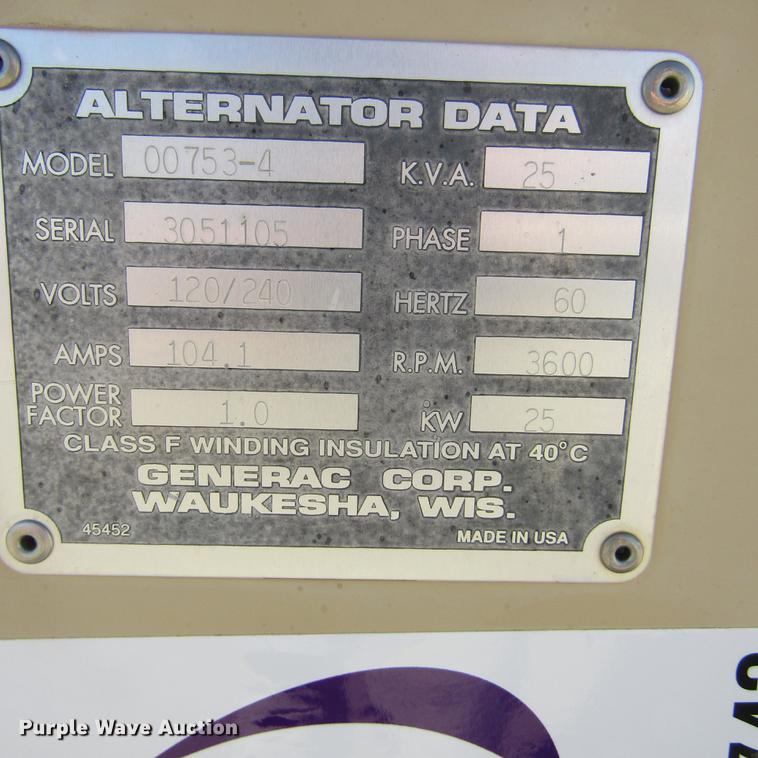 ALTERNATOR DATA
MODEL 00753-4 K.V.A. 25
SERIAL 3051105 PHASE 1
VOLTS 120/240 HERTZ 60
AMPS 104.1 R.P.M. 3600
POWER FACTOR 1.0 KW 25
CLASS F WINDING INSULATION AT 40°C
GENERAC CORP.
WAUKESHA, WIS.
45452 MADE IN USA
Purple Wave Auction